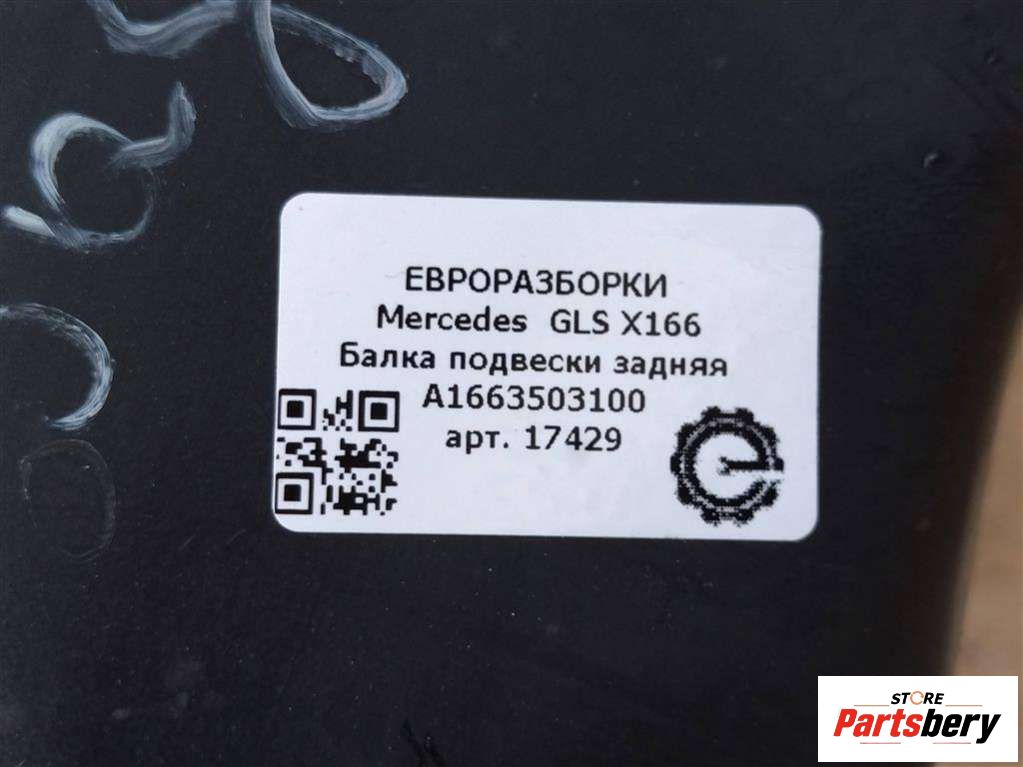 ЕВРОРАЗБОРКИ
Mercedes GLS X166
Балка подвески задняя
A1663503100
арт. 17429
STORE
Partsbery